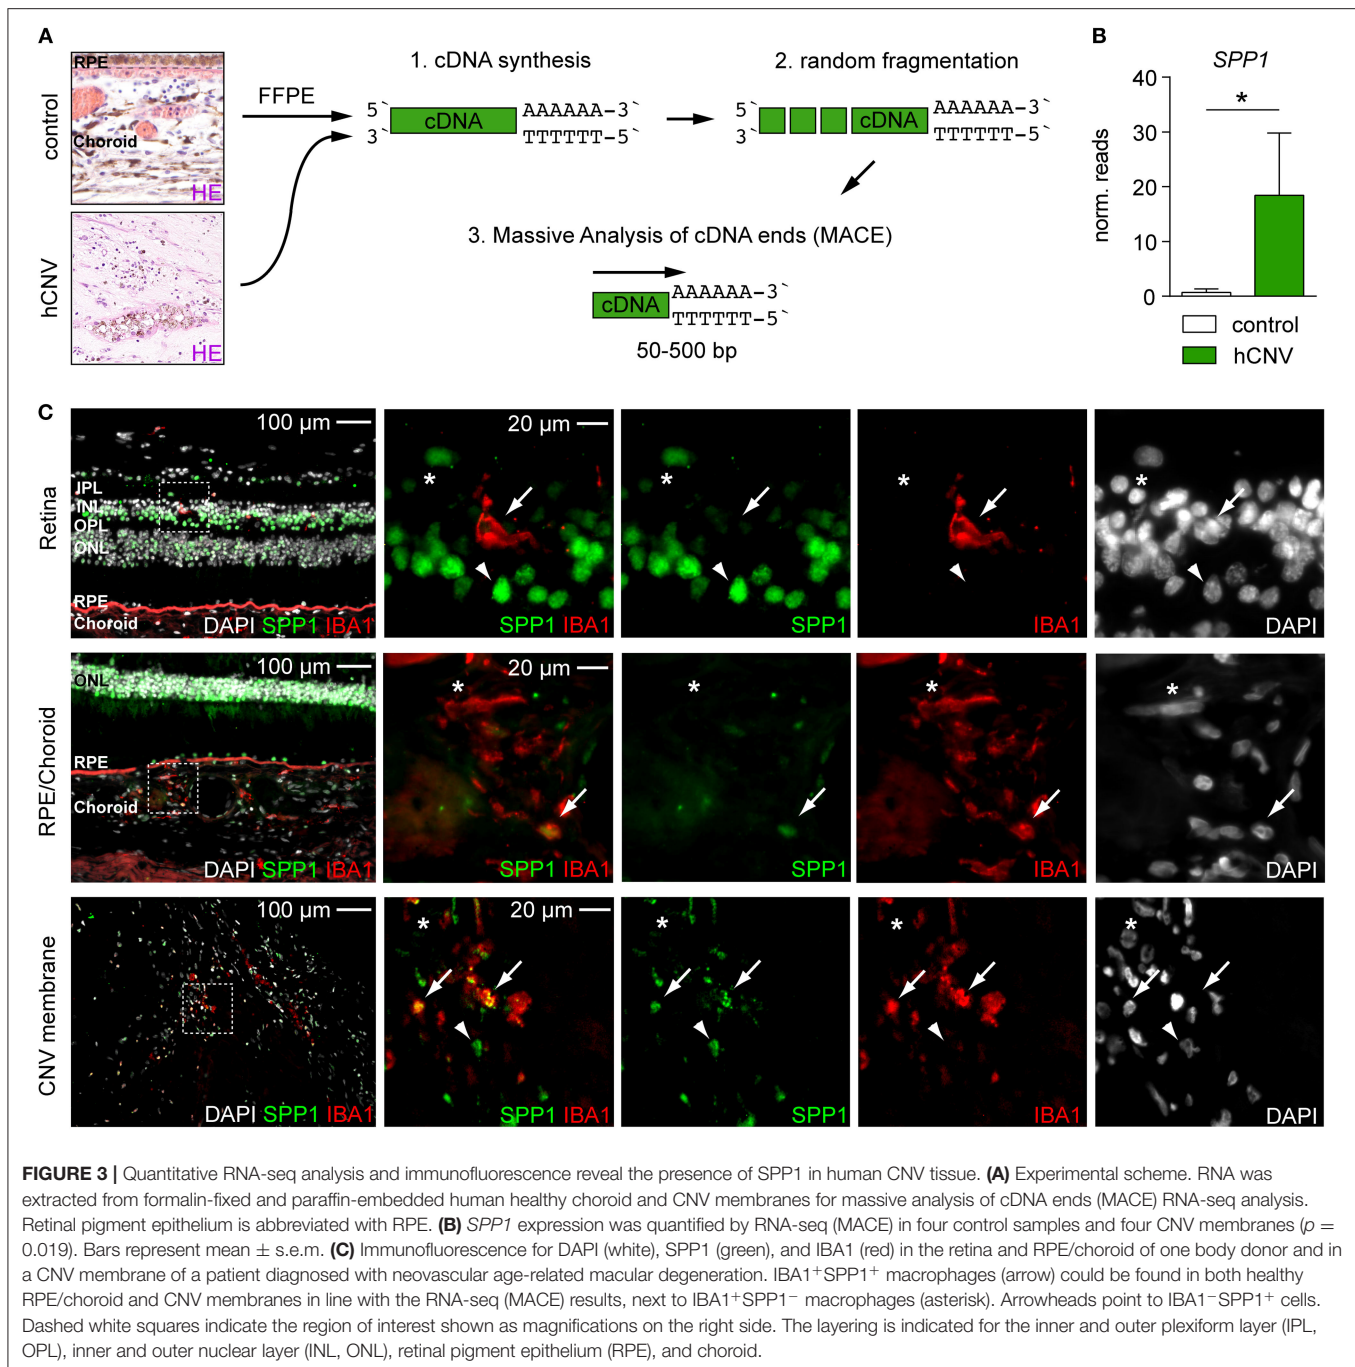 A
B
RPE
Choroid
HE
control
HE
hCNV
FFPE
1. cDNA synthesis
5` AAAAAA–3`
cDNA
3` TTTTTT–5`
2. random fragmentation
5` AAAAAA–3`
cDNA
3` TTTTTT–5`
3. Massive Analysis of cDNA ends (MACE)
AAAAAA–3`
cDNA
TTTTTT–5`
50-500 bp
SPP1
*
40
30
20
10
0
norm. reads
control
hCNV
C
Retina
100 µm
IPL
INL
OPL
ONL
RPE
Choroid
DAPI SPP1 IBA1
20 µm
*
SPP1 IBA1
*
SPP1
*
IBA1
*
DAPI
RPE/Choroid
100 µm
ONL
RPE
Choroid
DAPI SPP1 IBA1
20 µm
*
SPP1 IBA1
*
SPP1
*
IBA1
*
DAPI
CNV membrane
100 µm
DAPI SPP1 IBA1
20 µm
*
SPP1 IBA1
*
SPP1
*
IBA1
*
DAPI
FIGURE 3 | Quantitative RNA-seq analysis and immunofluorescence reveal the presence of SPP1 in human CNV tissue. (A) Experimental scheme. RNA was
extracted from formalin-fixed and paraffin-embedded human healthy choroid and CNV membranes for massive analysis of cDNA ends (MACE) RNA-seq analysis.
Retinal pigment epithelium is abbreviated with RPE. (B) SPP1 expression was quantified by RNA-seq (MACE) in four control samples and four CNV membranes (p =
0.019). Bars represent mean ± s.e.m. (C) Immunofluorescence for DAPI (white), SPP1 (green), and IBA1 (red) in the retina and RPE/choroid of one body donor and in
a CNV membrane of a patient diagnosed with neovascular age-related macular degeneration. IBA1⁺SPP1⁺ macrophages (arrow) could be found in both healthy
RPE/choroid and CNV membranes in line with the RNA-seq (MACE) results, next to IBA1⁺SPP1⁻ macrophages (asterisk). Arrowheads point to IBA1⁻SPP1⁺ cells.
Dashed white squares indicate the region of interest shown as magnifications on the right side. The layering is indicated for the inner and outer plexiform layer (IPL,
OPL), inner and outer nuclear layer (INL, ONL), retinal pigment epithelium (RPE), and choroid.